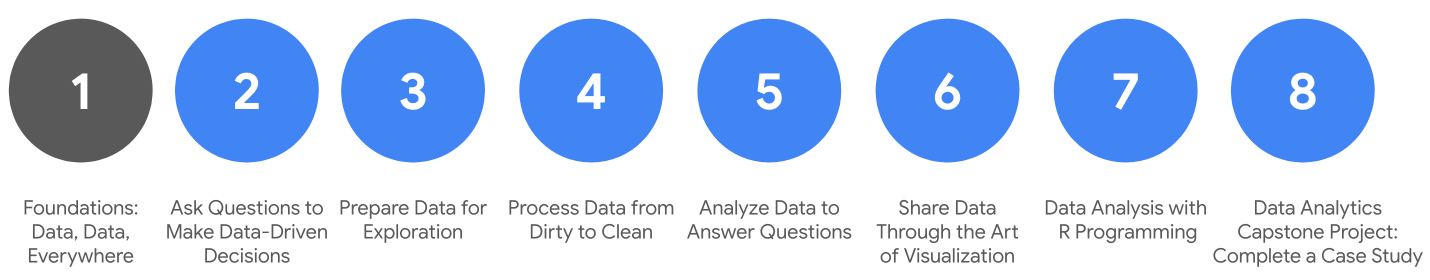 1
2
3
4
5
6
7
8
Foundations:
Data, Data,
Everywhere
Ask Questions to
Make Data-Driven
Decisions
Prepare Data for
Exploration
Process Data from
Dirty to Clean
Analyze Data to
Answer Questions
Share Data
Through the Art
of Visualization
Data Analysis with
R Programming
Data Analytics
Capstone Project:
Complete a Case Study